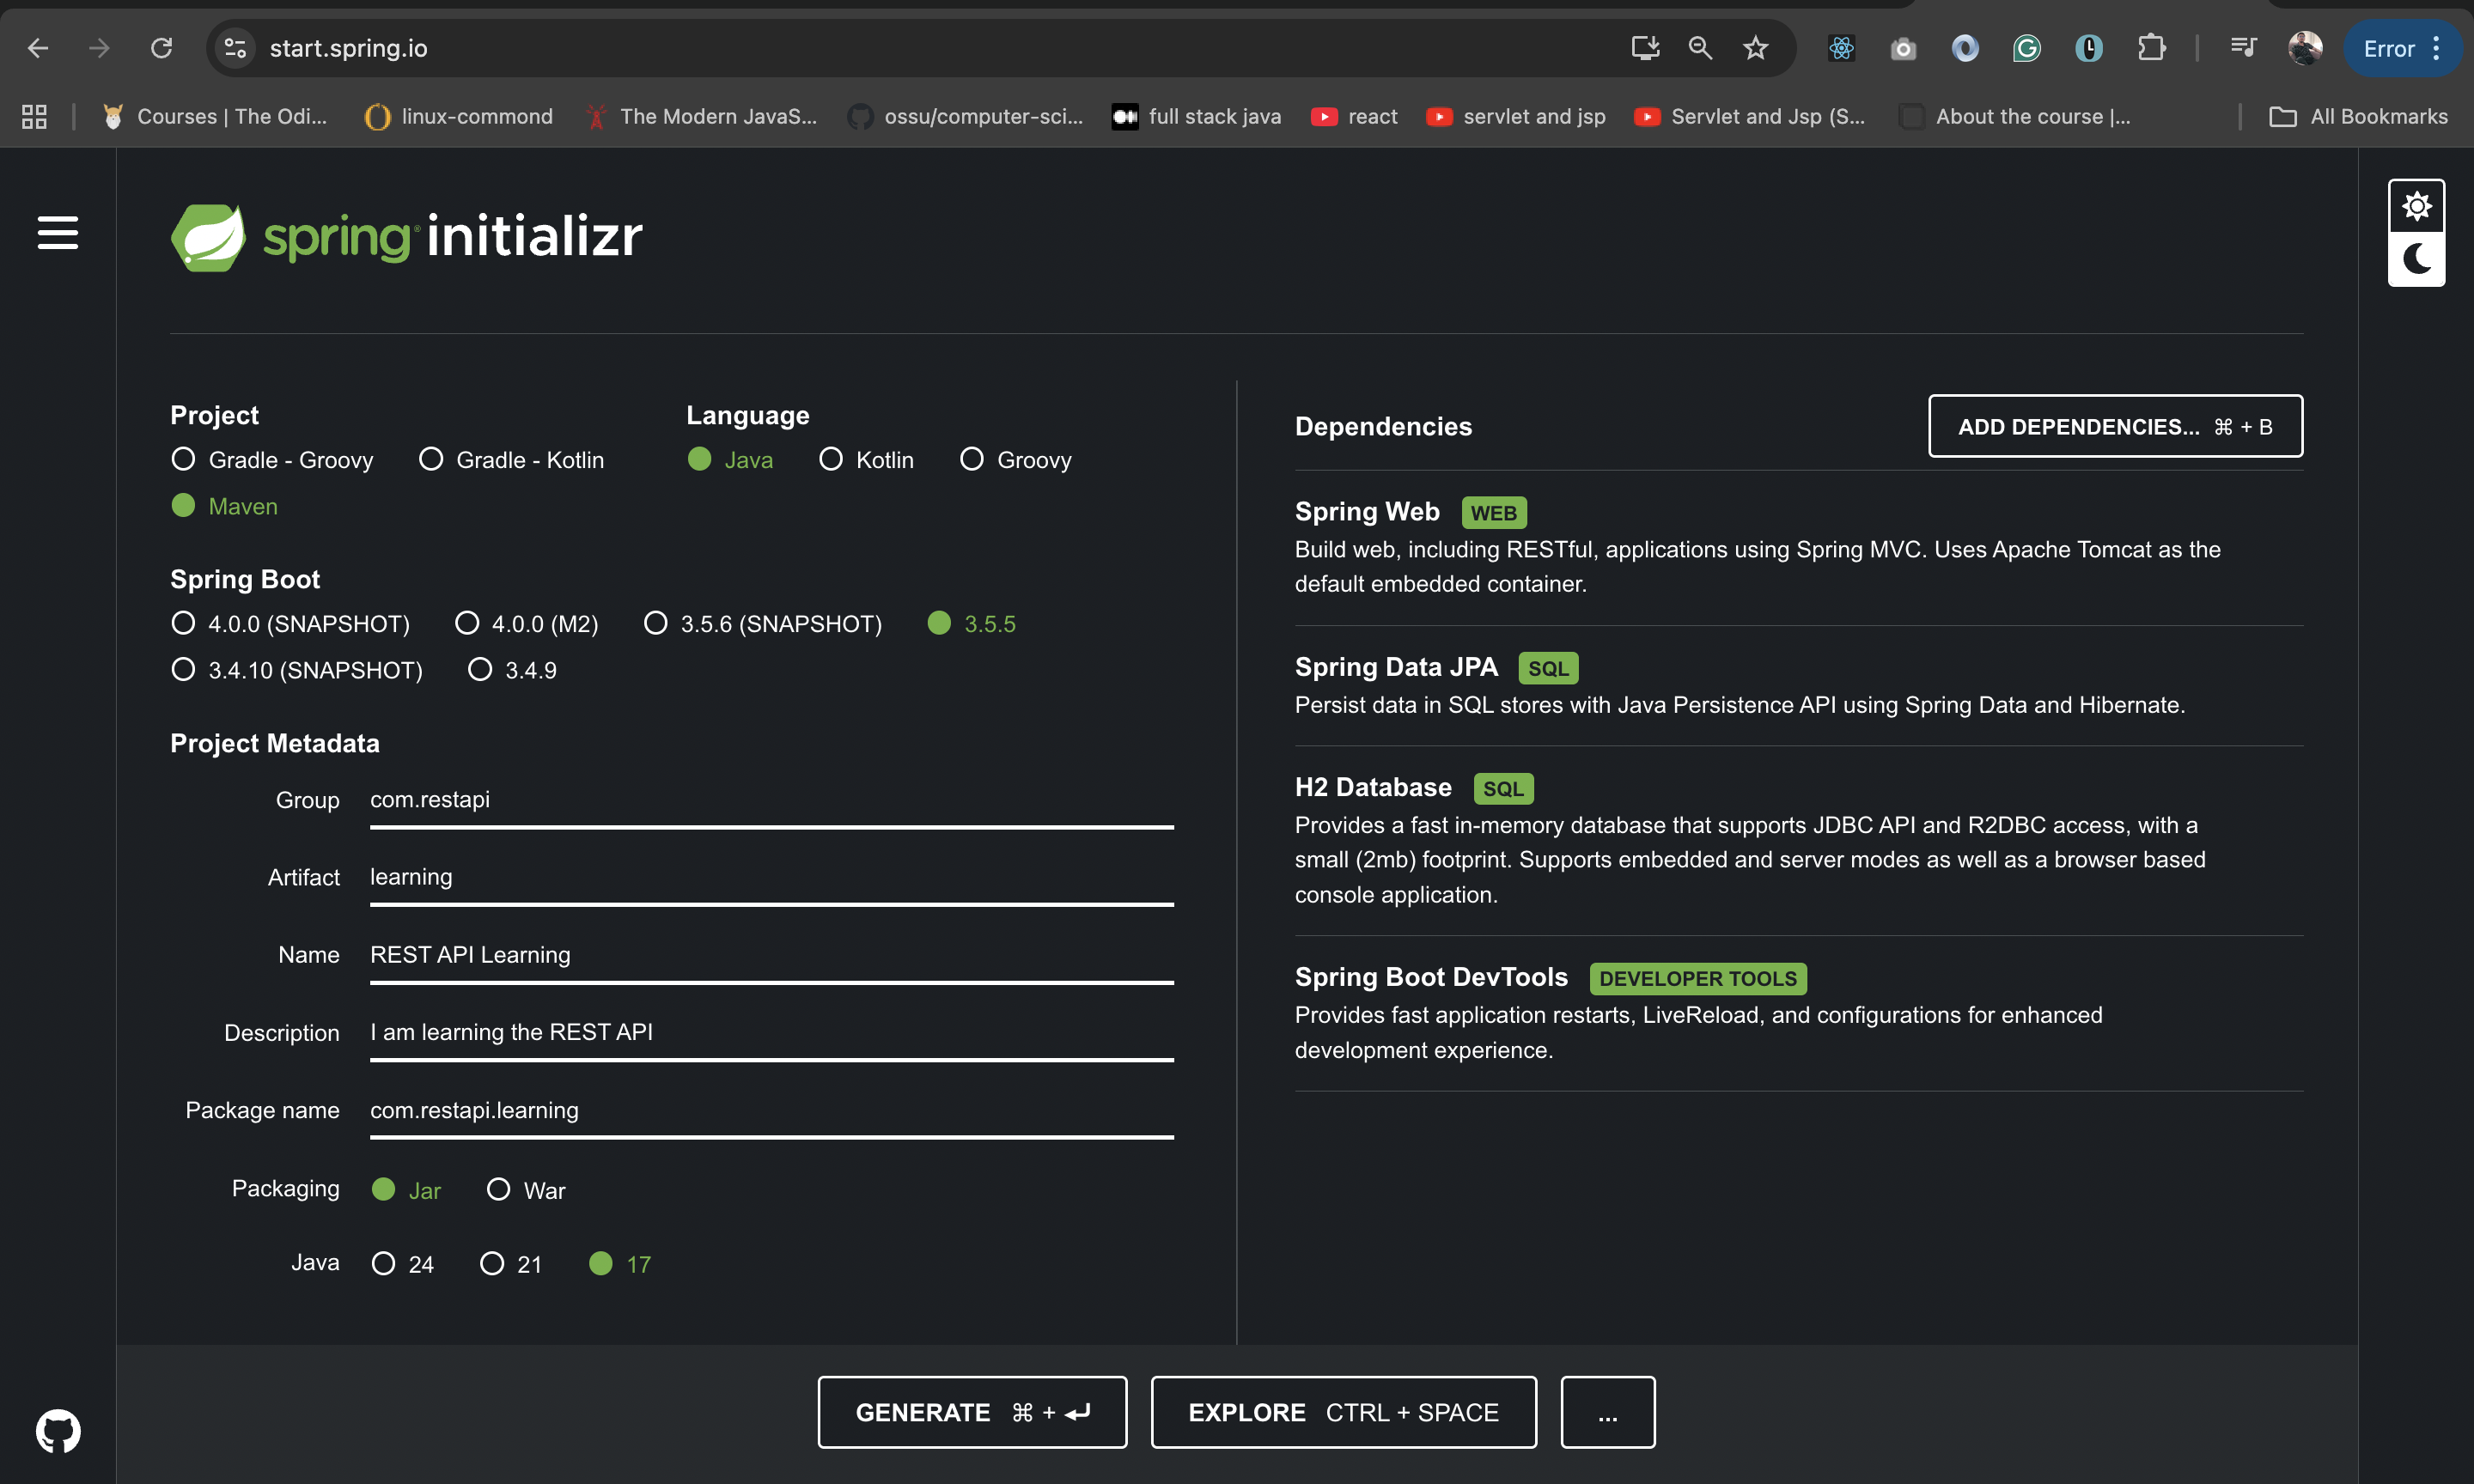 start.spring.io
Error
Courses | The Odi...
linux-commond
The Modern JavaS...
ossu/computer-sci...
full stack java
react
servlet and jsp
Servlet and Jsp (S...
About the course |...
All Bookmarks
spring initializr
Project
Gradle - Groovy
Gradle - Kotlin
Maven
Language
Java
Kotlin
Groovy
Spring Boot
4.0.0 (SNAPSHOT)
4.0.0 (M2)
3.5.6 (SNAPSHOT)
3.5.5
3.4.10 (SNAPSHOT)
3.4.9
Project Metadata
Group com.restapi
Artifact learning
Name REST API Learning
Description I am learning the REST API
Package name com.restapi.learning
Packaging Jar War
Java 24 21 17
Dependencies
ADD DEPENDENCIES... ⌘ + B
Spring Web WEB
Build web, including RESTful, applications using Spring MVC. Uses Apache Tomcat as the
default embedded container.
Spring Data JPA SQL
Persist data in SQL stores with Java Persistence API using Spring Data and Hibernate.
H2 Database SQL
Provides a fast in-memory database that supports JDBC API and R2DBC access, with a
small (2mb) footprint. Supports embedded and server modes as well as a browser based
console application.
Spring Boot DevTools DEVELOPER TOOLS
Provides fast application restarts, LiveReload, and configurations for enhanced
development experience.
GENERATE ⌘ + ⏎
EXPLORE CTRL + SPACE
...